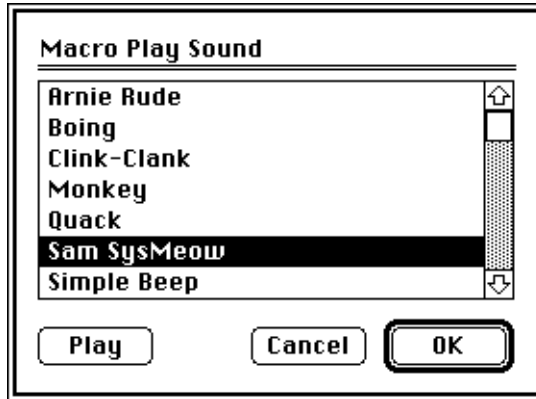 Macro Play Sound
Arnie Rude
Boing
Clink-Clank
Monkey
Quack
Sam SysMeow
Simple Beep
Play
Cancel
OK